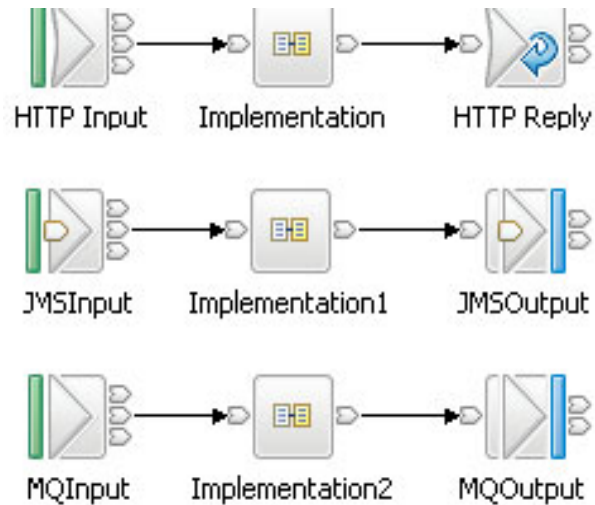 HTTP Input Implementation HTTP Reply
JMSInput Implementation1 JMSOutput
MQInput Implementation2 MQOutput